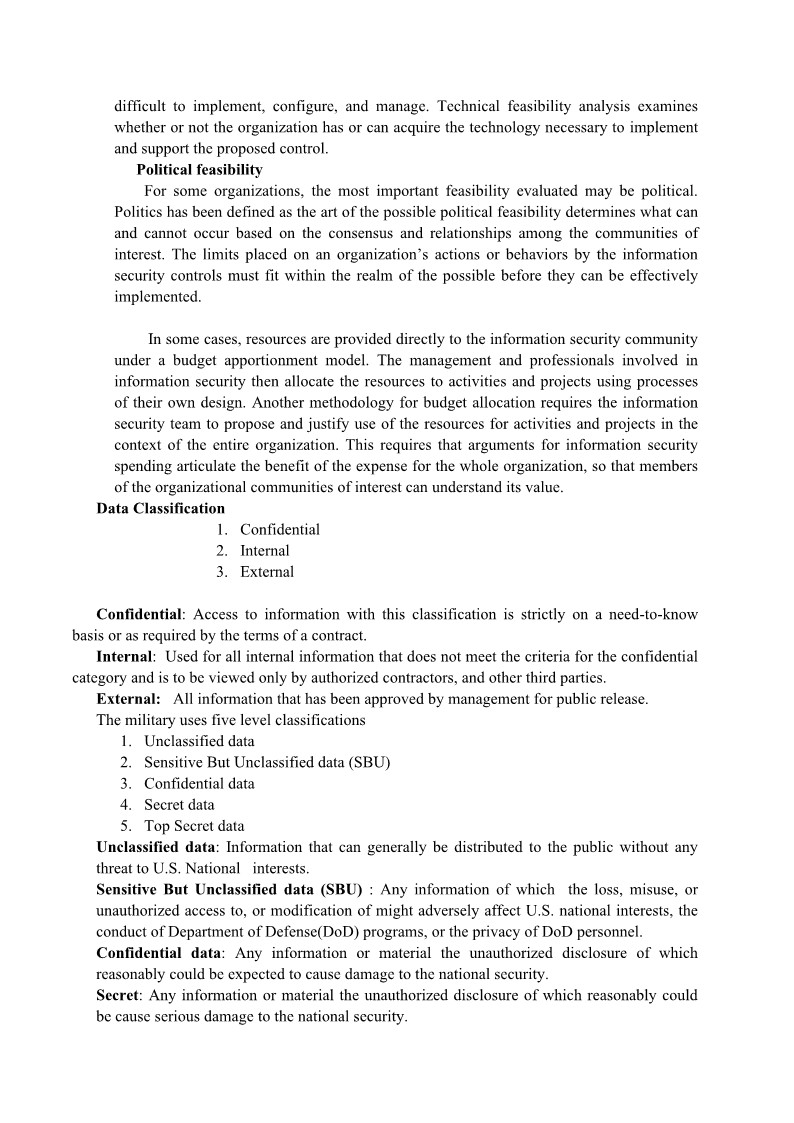 difficult to implement, configure, and manage. Technical feasibility analysis examines
whether or not the organization has or can acquire the technology necessary to implement
and support the proposed control.
Political feasibility
For some organizations, the most important feasibility evaluated may be political.
Politics has been defined as the art of the possible political feasibility determines what can
and cannot occur based on the consensus and relationships among the communities of
interest. The limits placed on an organization’s actions or behaviors by the information
security controls must fit within the realm of the possible before they can be effectively
implemented.
In some cases, resources are provided directly to the information security community
under a budget apportionment model. The management and professionals involved in
information security then allocate the resources to activities and projects using processes
of their own design. Another methodology for budget allocation requires the information
security team to propose and justify use of the resources for activities and projects in the
context of the entire organization. This requires that arguments for information security
spending articulate the benefit of the expense for the whole organization, so that members
of the organizational communities of interest can understand its value.
Data Classification
1. Confidential
2. Internal
3. External
Confidential: Access to information with this classification is strictly on a need-to-know
basis or as required by the terms of a contract.
Internal: Used for all internal information that does not meet the criteria for the confidential
category and is to be viewed only by authorized contractors, and other third parties.
External: All information that has been approved by management for public release.
The military uses five level classifications
1. Unclassified data
2. Sensitive But Unclassified data (SBU)
3. Confidential data
4. Secret data
5. Top Secret data
Unclassified data: Information that can generally be distributed to the public without any
threat to U.S. National interests.
Sensitive But Unclassified data (SBU) : Any information of which the loss, misuse, or
unauthorized access to, or modification of might adversely affect U.S. national interests, the
conduct of Department of Defense(DoD) programs, or the privacy of DoD personnel.
Confidential data: Any information or material the unauthorized disclosure of which
reasonably could be expected to cause damage to the national security.
Secret: Any information or material the unauthorized disclosure of which reasonably could
be cause serious damage to the national security.